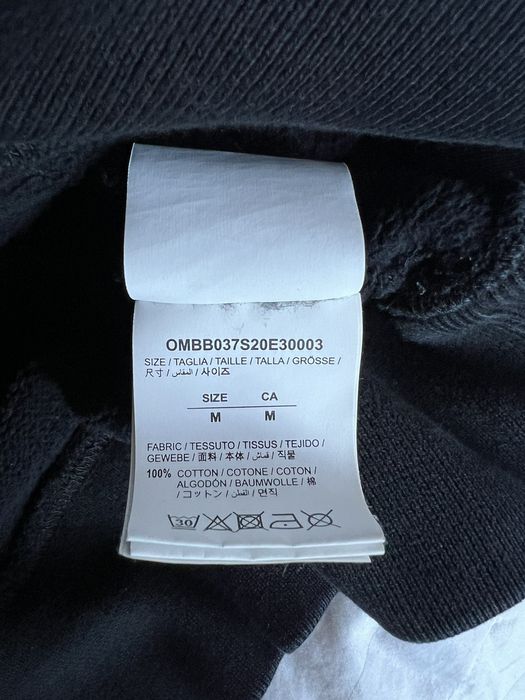 OMBB037S20E30003
SIZE / TAGLIA / TAILLE / TALLA / GRÖSSE /
尺寸 / المقاس / 사이즈
SIZE CA
M M
FABRIC / TESSUTO / TISSUS / TEJIDO /
GEWEBE / 面料 / 本体 / قماش / 직물
100% COTTON / COTONE / COTON /
ALGODÓN / BAUMWOLLE / 棉
/ コットン / القطن / 면직
30